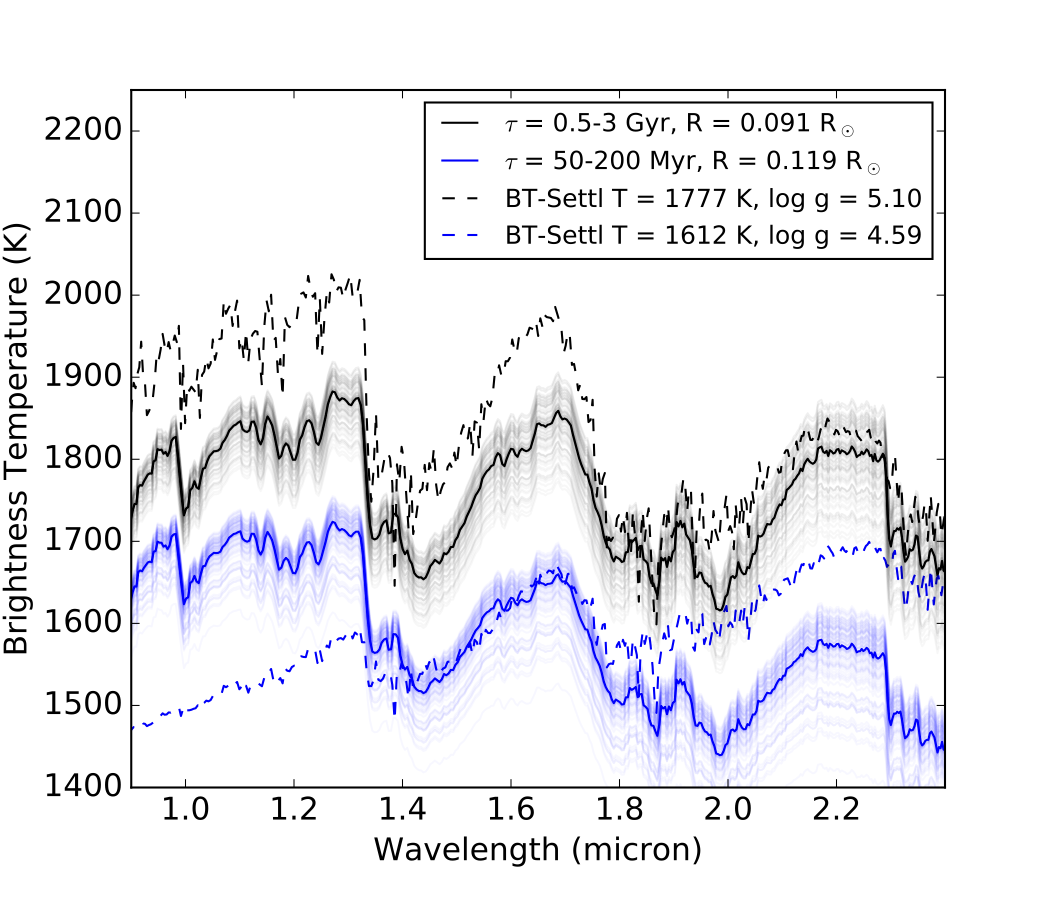 τ = 0.5-3 Gyr, R = 0.091 R☉
τ = 50-200 Myr, R = 0.119 R☉
BT-Settl T = 1777 K, log g = 5.10
BT-Settl T = 1612 K, log g = 4.59
Brightness Temperature (K)
2200
2100
2000
1900
1800
1700
1600
1500
1400
1.0 1.2 1.4 1.6 1.8 2.0 2.2
Wavelength (micron)